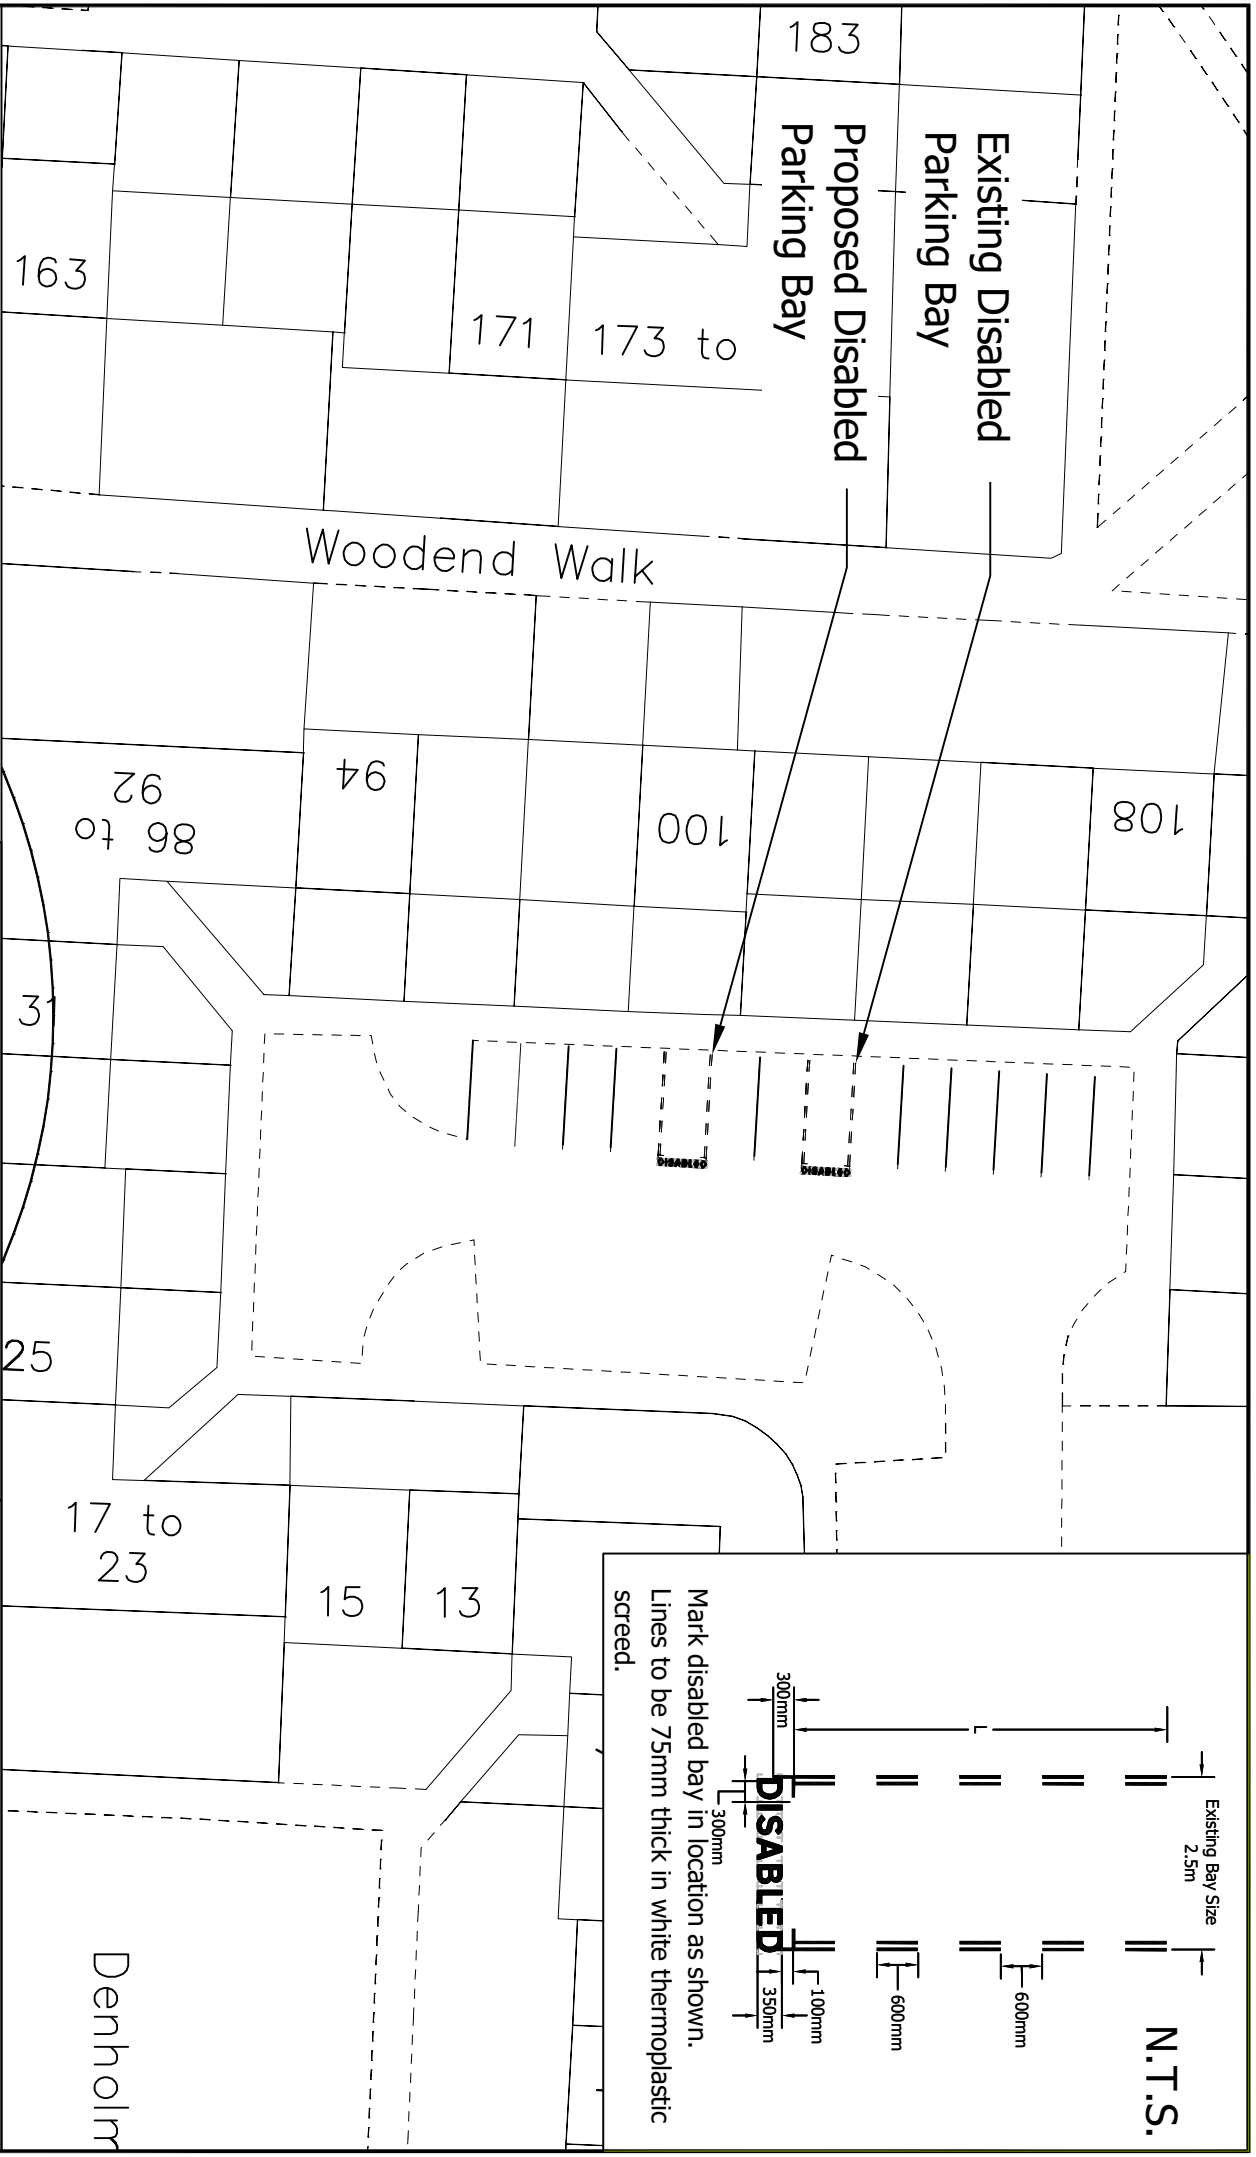 183
Existing Disabled
Parking Bay
Proposed Disabled
Parking Bay
163
171
173 to
Woodend Walk
86 to
92
94
100
108
31
25
17 to
23
15
13
Denholm
N.T.S.
Existing Bay Size
2.5m
L
300mm
300mm
600mm
600mm
100mm
350mm
DISABLED
Mark disabled bay in location as shown.
Lines to be 75mm thick in white thermoplastic
screed.
DISABLED
DISABLED